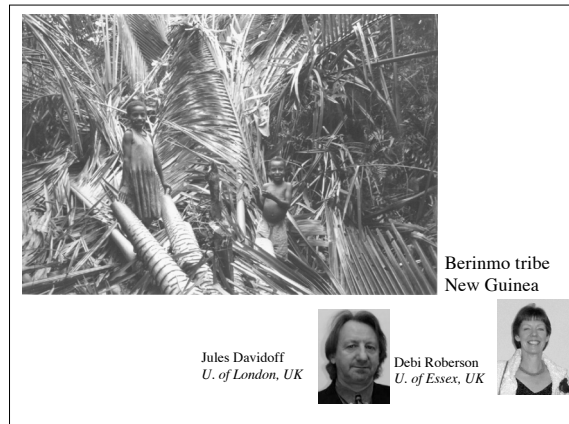 Berinmo tribe
New Guinea
Jules Davidoff
U. of London, UK
Debi Roberson
U. of Essex, UK